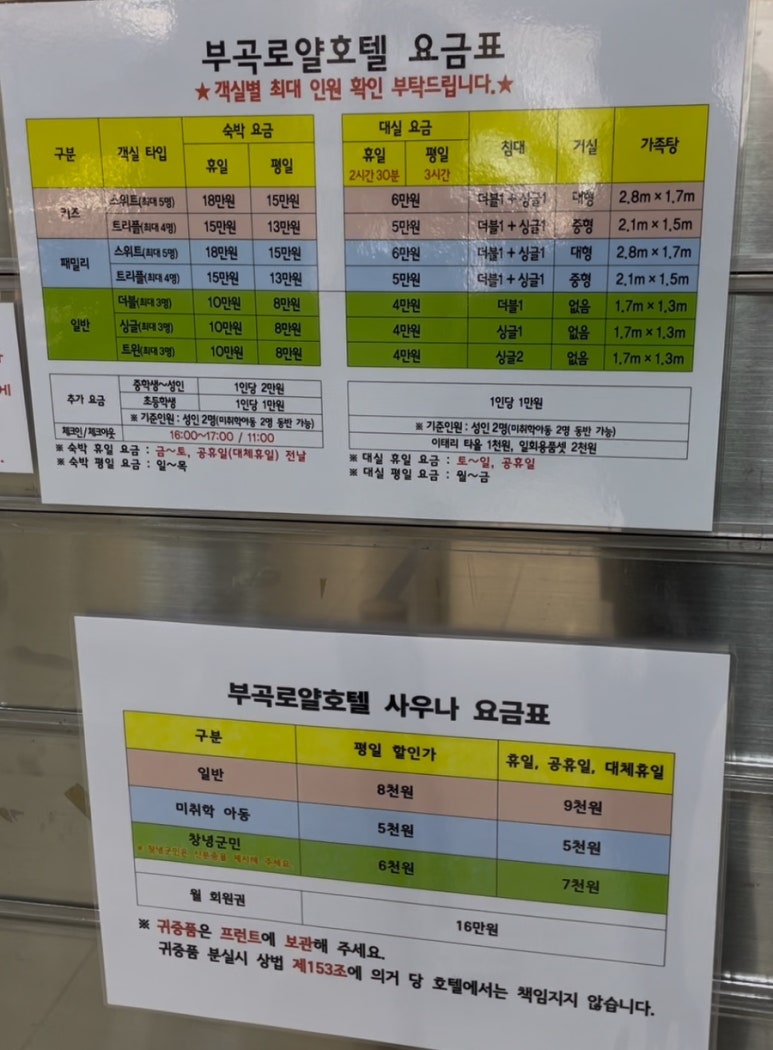 부곡로얄호텔 요금표
★객실별 최대 인원 확인 부탁드립니다.★
구분 객실 타입 숙박 요금 대실 요금 침대 거실 가족탕
휴일 평일 휴일 2시간 30분 평일 3시간
키즈 스위트(최대 5명) 18만원 15만원 6만원 더블1 + 싱글1 대형 2.8m × 1.7m
트리플(최대 4명) 15만원 13만원 5만원 더블1 + 싱글1 중형 2.1m × 1.5m
패밀리 스위트(최대 5명) 18만원 15만원 6만원 더블1 + 싱글1 대형 2.8m × 1.7m
트리플(최대 4명) 15만원 13만원 5만원 더블1 + 싱글1 중형 2.1m × 1.5m
일반 더블(최대 3명) 10만원 8만원 4만원 더블1 없음 1.7m × 1.3m
싱글(최대 3명) 10만원 8만원 4만원 싱글1 없음 1.7m × 1.3m
트윈(최대 3명) 10만원 8만원 4만원 싱글2 없음 1.7m × 1.3m
추가 요금 중학생~성인 1인당 2만원 1인당 1만원
초등학생 1인당 1만원
※ 기준인원 : 성인 2명(미취학아동 2명 동반 가능) ※ 기준인원 : 성인 2명(미취학아동 2명 동반 가능)
체크인/체크아웃 16:00~17:00 / 11:00 이태리 타올 1천원, 일회용품셋 2천원
※ 숙박 휴일 요금 : 금~토, 공휴일(대체휴일) 전날
※ 숙박 평일 요금 : 일~목
※ 대실 휴일 요금 : 토~일, 공휴일
※ 대실 평일 요금 : 월~금
부곡로얄호텔 사우나 요금표
구분 평일 할인가 휴일, 공휴일, 대체휴일
일반 8천원 9천원
미취학 아동 5천원 5천원
창녕군민 6천원 7천원
※ 창녕군민은 신분증을 제시해 주세요.
월 회원권 16만원
※ 귀중품은 프런트에 보관해 주세요.
귀중품 분실시 상법 제153조에 의거 당 호텔에서는 책임지지 않습니다.